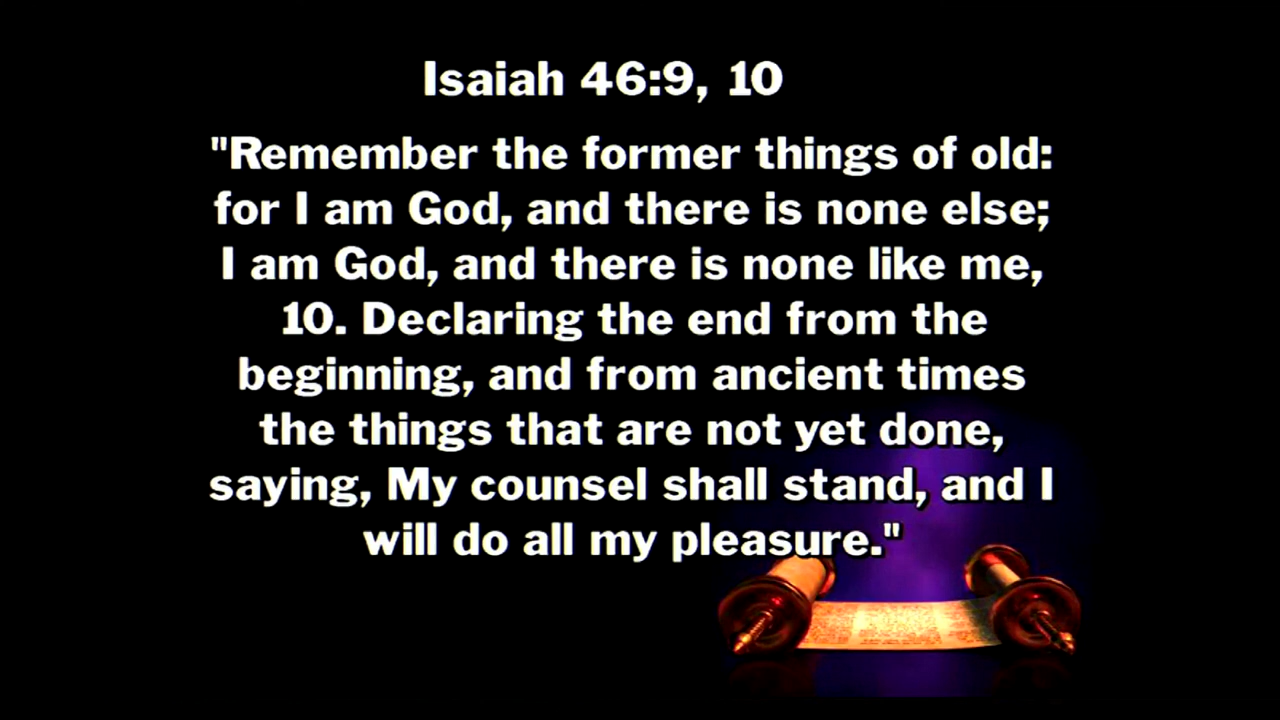 Isaiah 46:9, 10
"Remember the former things of old:
for I am God, and there is none else;
I am God, and there is none like me,
10. Declaring the end from the
beginning, and from ancient times
the things that are not yet done,
saying, My counsel shall stand, and I
will do all my pleasure."